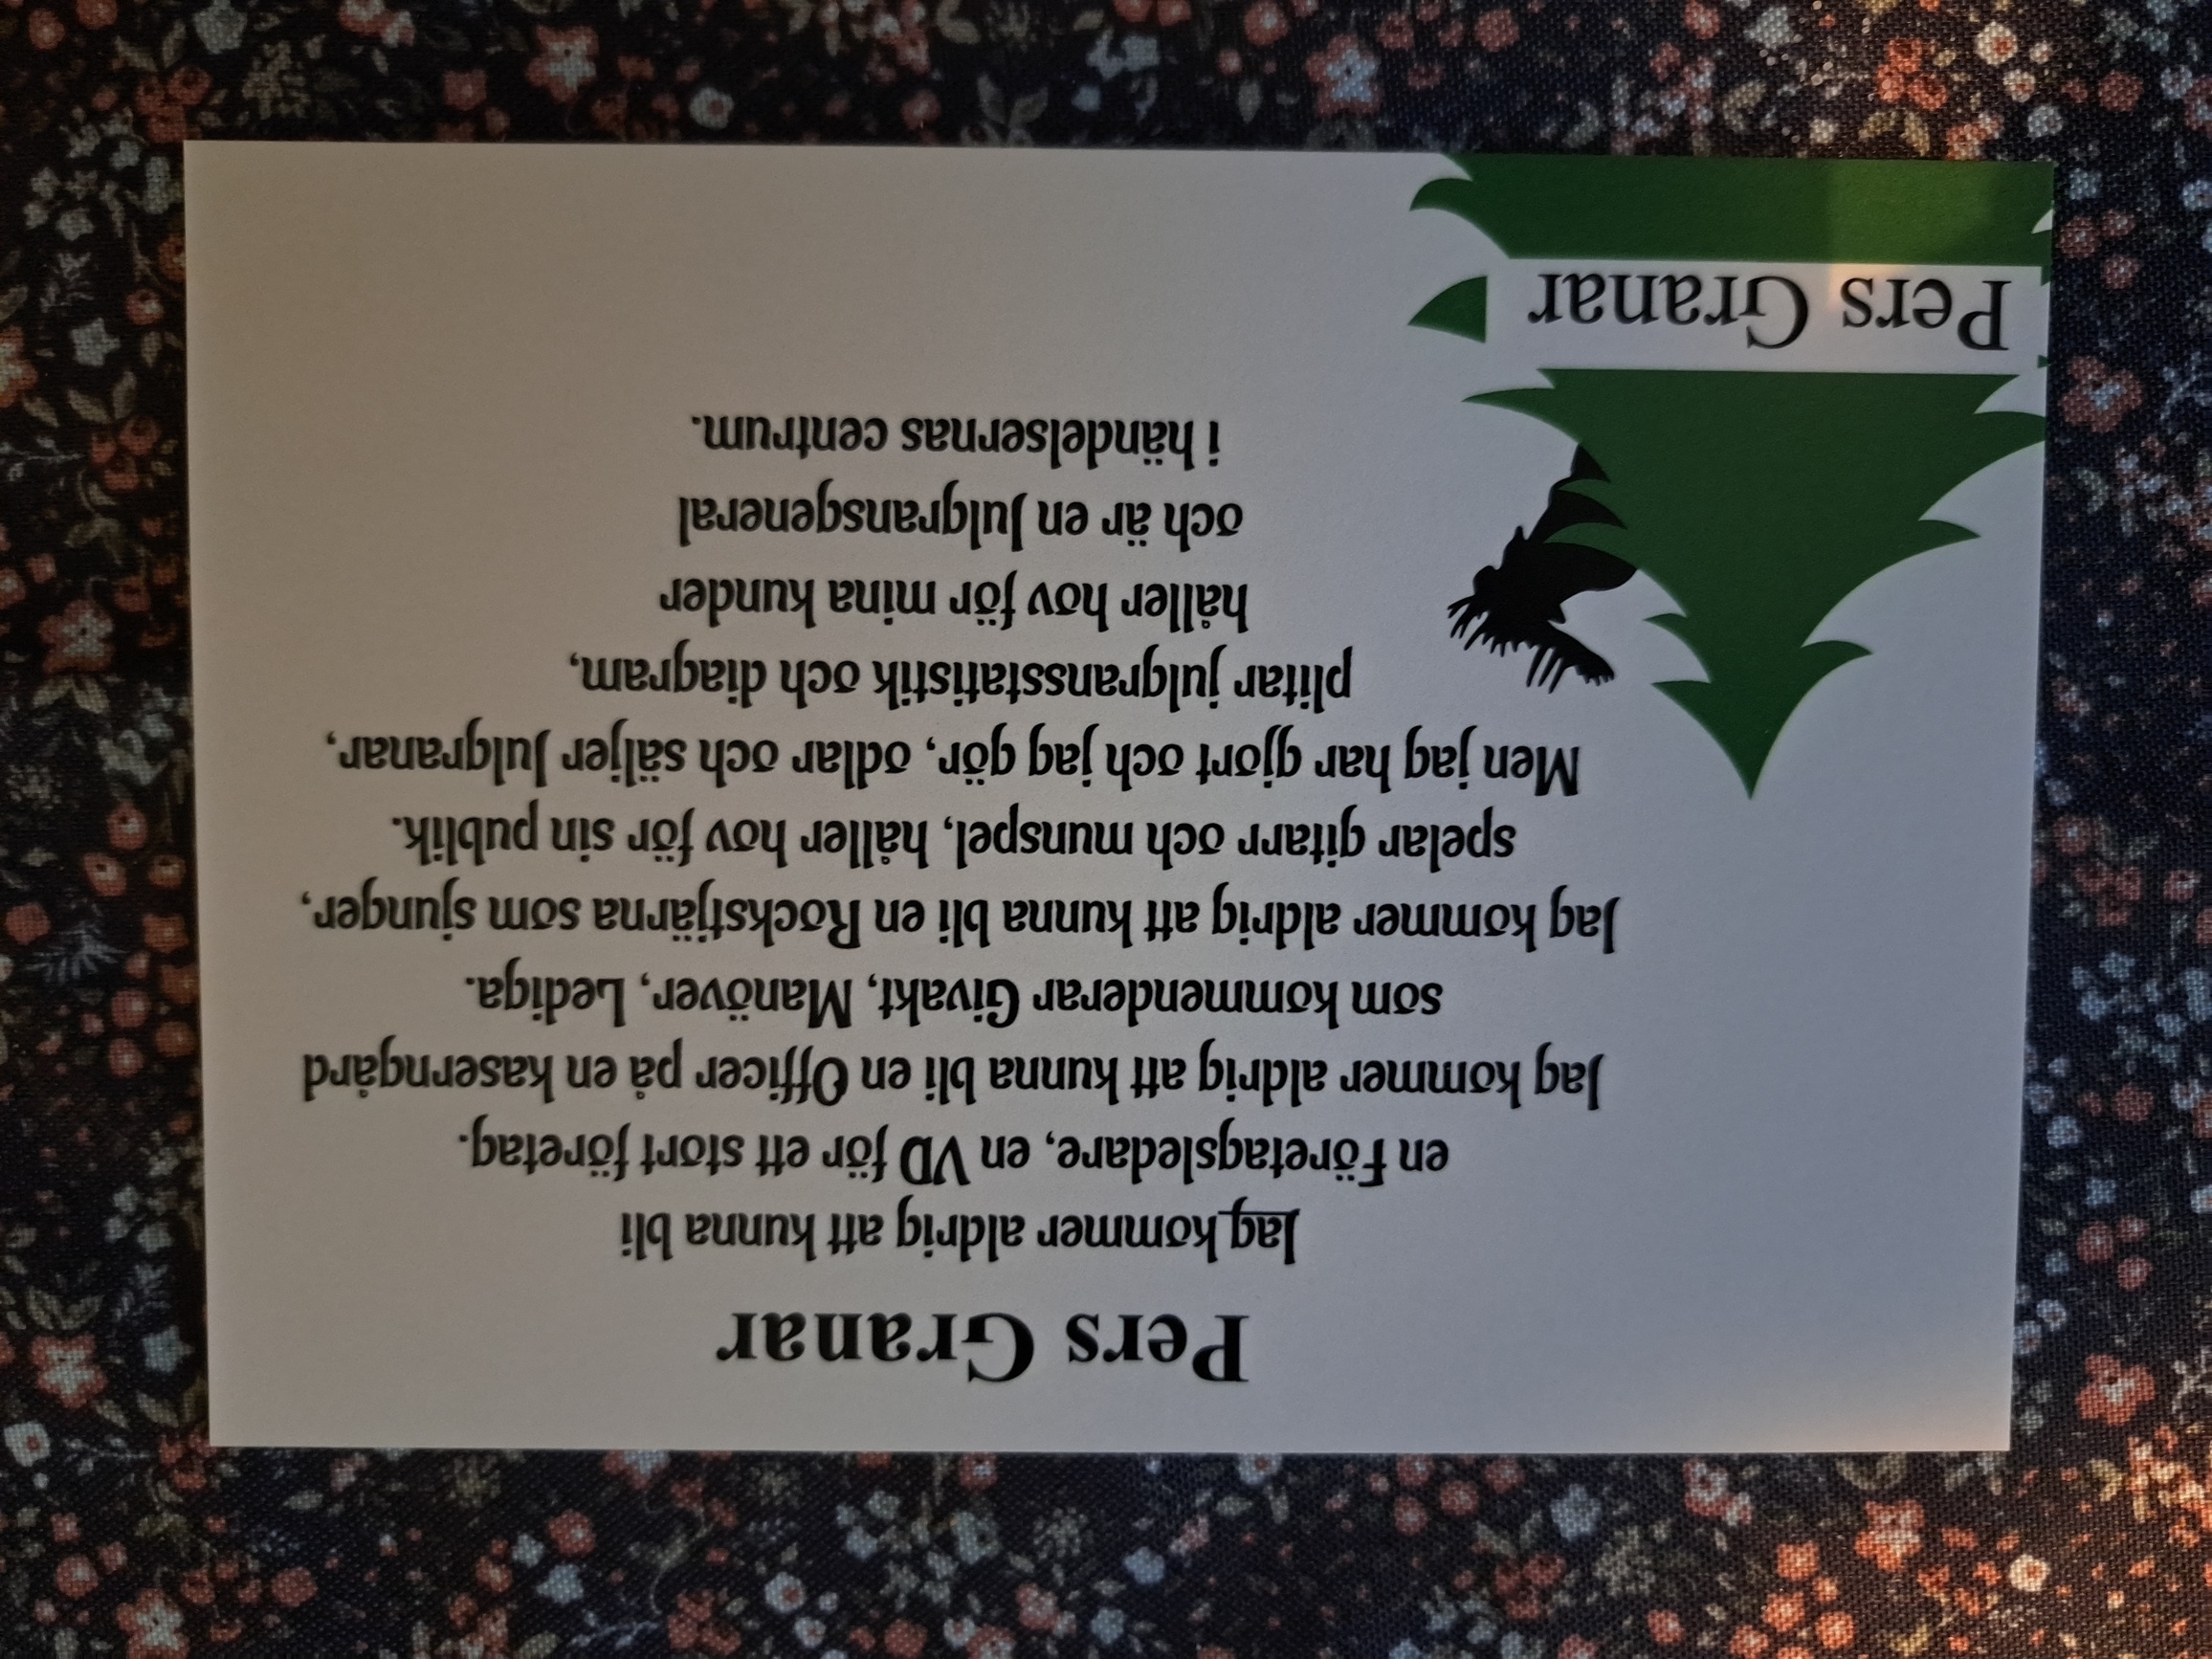 Pers Granar
Jag kommer aldrig att kunna bli
en Företagsledare, en VD för ett stort företag.
Jag kommer aldrig att kunna bli en Officer på en kaserngård
som kommenderar Givakt, Manöver, Lediga.
Jag kommer aldrig att kunna bli en Rockstjärna som sjunger,
spelar gitarr och munspel, håller hov för sin publik.
Men jag har gjort och jag gör, odlar och säljer Julgranar,
plitar julgransstatistik och diagram,
håller hov för mina kunder
och är en Julgransgeneral
i händelsernas centrum.
Pers Granar